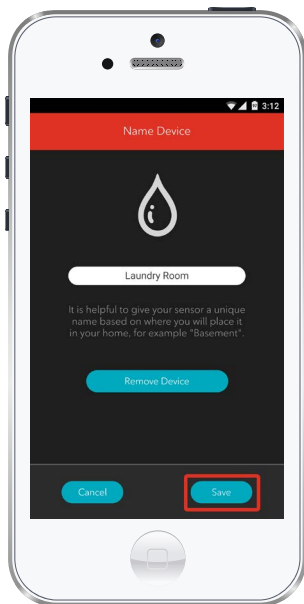 3:12
Name Device
Laundry Room
It is helpful to give your sensor a unique
name based on where you will place it
in your home, for example "Basement".
Remove Device
Cancel Save